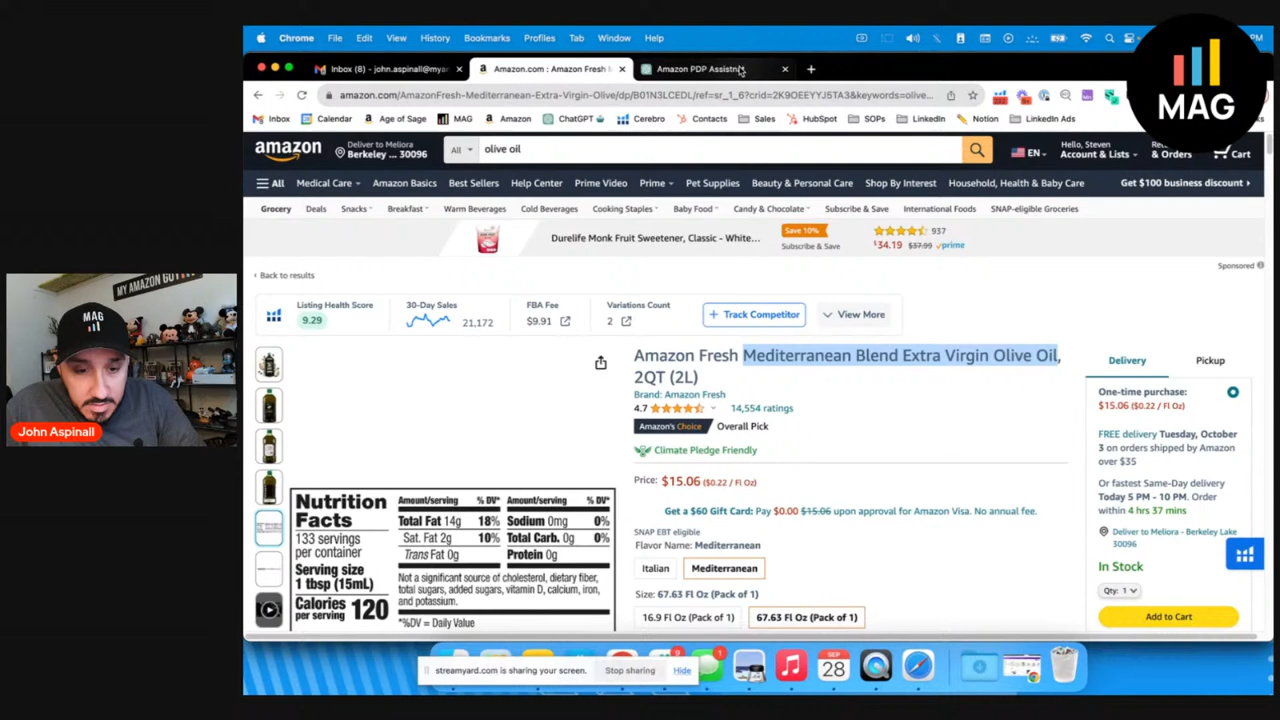 Chrome File Edit View History Bookmarks Profiles Tab Window Help
Inbox (8) - john.aspinall@myar
Amazon.com : Amazon Fresh
Amazon PDP Assistnat
amazon.com/AmazonFresh-Mediterranean-Extra-Virgin-Olive/dp/B01N3LCEDL/ref=sr_1_6?crid=2K9OEEYYJ5TA3&keywords=olive...
Inbox Calendar Age of Sage MAG Amazon ChatGPT Cerebro Contacts Sales HubSpot SOPs LinkedIn Notion LinkedIn Ads
MAG
amazon
Deliver to Meliora
Berkeley ... 30096
All
olive oil
EN
Hello, Steven
Account & Lists
& Orders
Cart
All Medical Care Amazon Basics Best Sellers Help Center Prime Video Prime Pet Supplies Beauty & Personal Care Shop By Interest Household, Health & Baby Care
Get $100 business discount
Grocery Deals Snacks Breakfast Warm Beverages Cold Beverages Cooking Staples Baby Food Candy & Chocolate Subscribe & Save International Foods SNAP-eligible Groceries
Durelife Monk Fruit Sweetener, Classic - White...
Save 10%
Subscribe & Save
937
$34.19 $37.99 prime
Sponsored
Back to results
Listing Health Score
9.29
30-Day Sales
21,172
FBA Fee
$9.91
Variations Count
2
+ Track Competitor
View More
Amazon Fresh Mediterranean Blend Extra Virgin Olive Oil,
2QT (2L)
Brand: Amazon Fresh
4.7 14,554 ratings
Amazon's Choice Overall Pick
Climate Pledge Friendly
Price: $15.06 ($0.22 / Fl Oz)
Get a $60 Gift Card: Pay $0.00 $15.06 upon approval for Amazon Visa. No annual fee.
SNAP EBT eligible
Flavor Name: Mediterranean
Italian
Mediterranean
Size: 67.63 Fl Oz (Pack of 1)
16.9 Fl Oz (Pack of 1)
67.63 Fl Oz (Pack of 1)
Delivery
Pickup
One-time purchase:
$15.06 ($0.22 / Fl Oz)
FREE delivery Tuesday, October
3 on orders shipped by Amazon
over $35
Or fastest Same-Day delivery
Today 5 PM - 10 PM. Order
within 4 hrs 37 mins
Deliver to Meliora - Berkeley Lake
30096
In Stock
Qty: 1
Add to Cart
Nutrition
Facts
133 servings
per container
Serving size
1 tbsp (15mL)
Calories
per serving 120
Amount/serving % DV* Amount/serving % DV*
Total Fat 14g 18% Sodium 0mg 0%
Sat. Fat 2g 10% Total Carb. 0g 0%
Trans Fat 0g Protein 0g
Not a significant source of cholesterol, dietary fiber,
total sugars, added sugars, vitamin D, calcium, iron,
and potassium.
*%DV = Daily Value
MY AMAZON GUY
MAG
John Aspinall
streamyard.com is sharing your screen.
Stop sharing
Hide
1
SEP
28